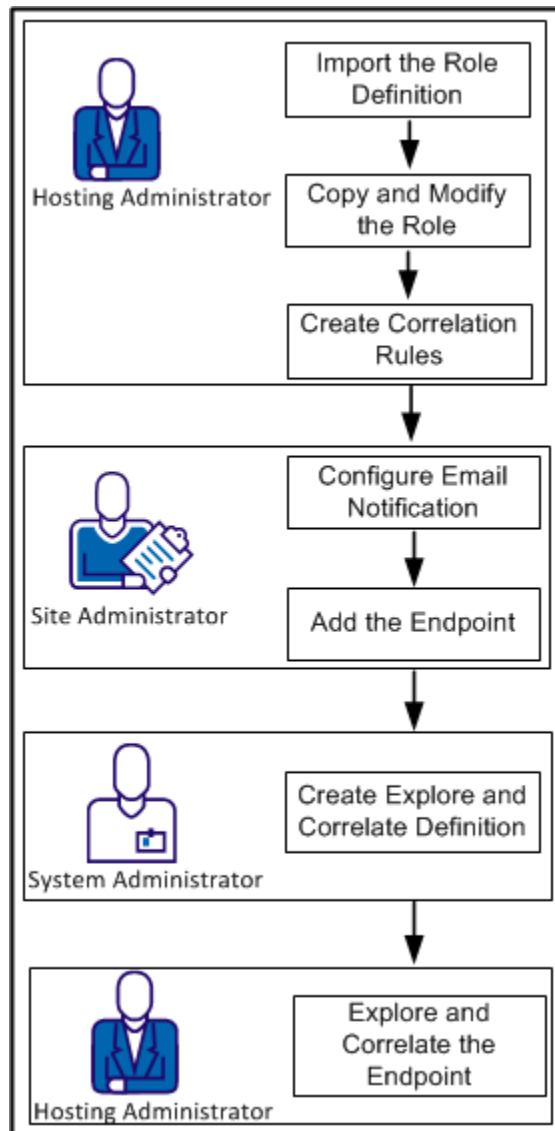 Import the Role
Definition
Hosting Administrator
Copy and Modify
the Role
Create Correlation
Rules
Configure Email
Notification
Site Administrator
Add the Endpoint
Create Explore and
Correlate Definition
System Administrator
Explore and
Correlate the
Endpoint
Hosting Administrator